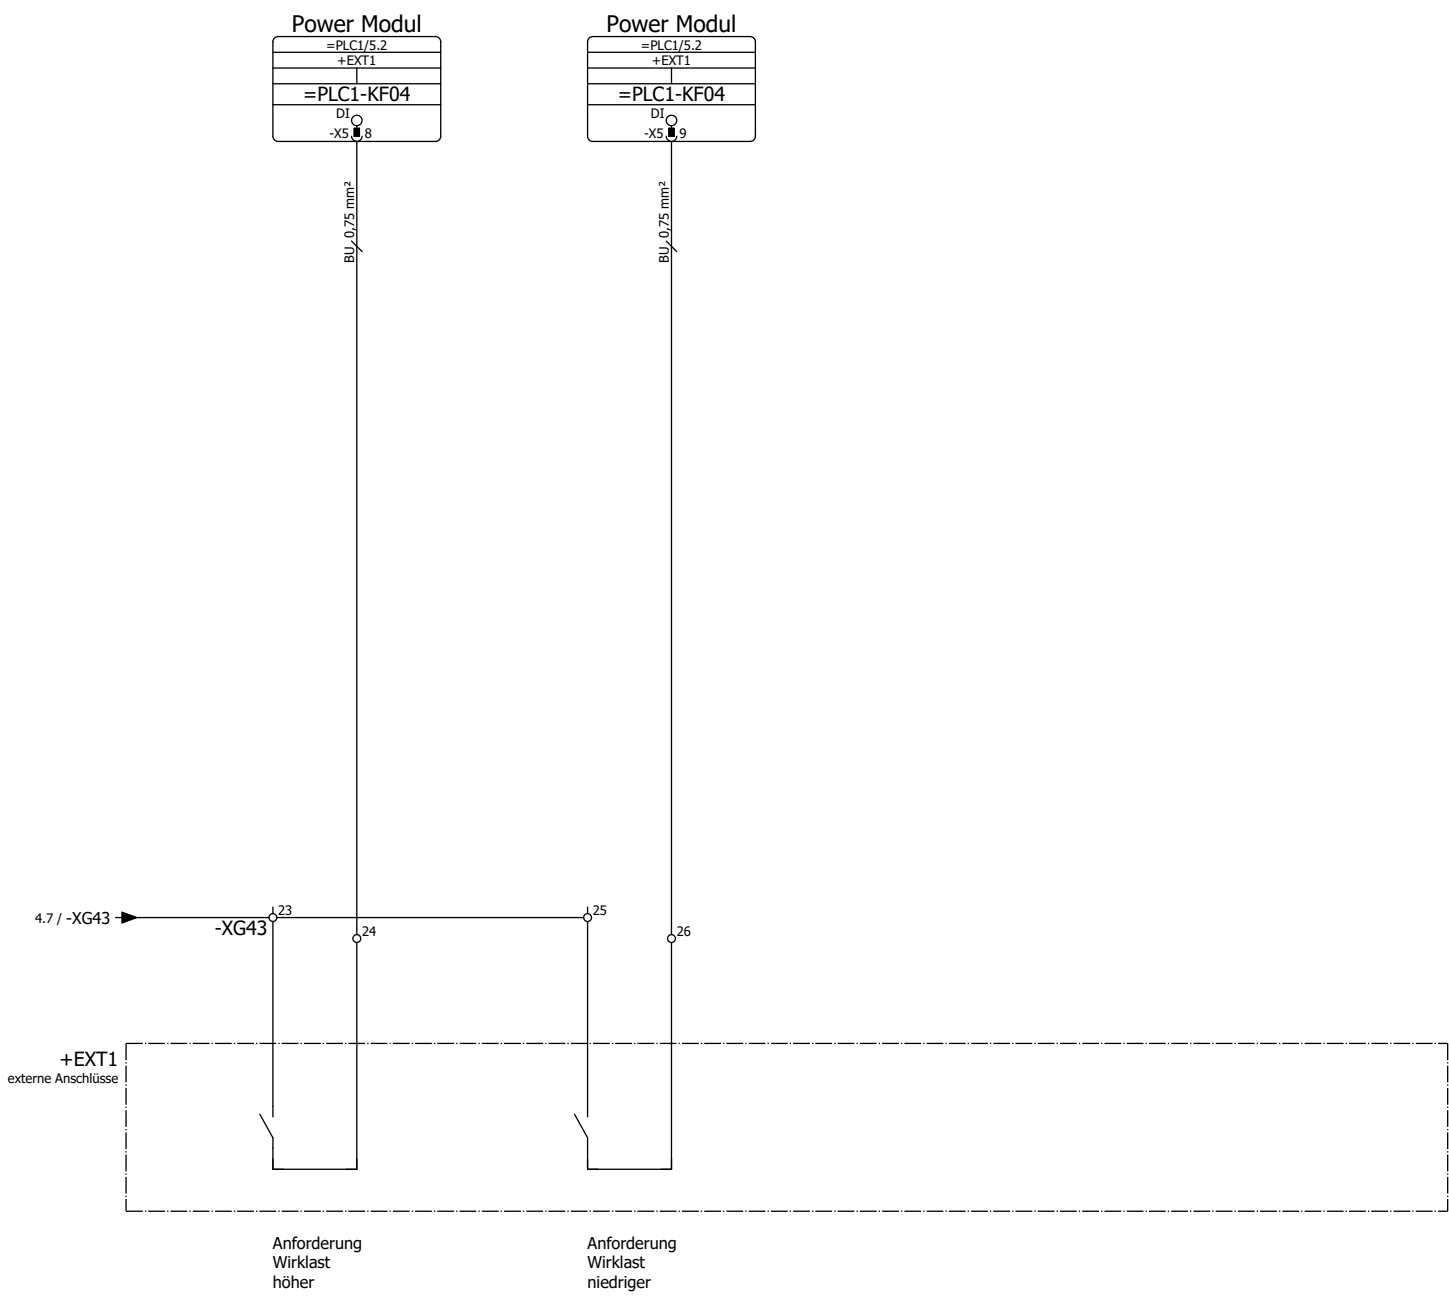 Power Modul
=PLC1/5.2
+EXT1
=PLC1-KF04
DI
-X5 8
BU, 0,75 mm²
Power Modul
=PLC1/5.2
+EXT1
=PLC1-KF04
DI
-X5 9
BU, 0,75 mm²
4.7 / -XG43
-XG43
23
24
25
26
+EXT1
externe Anschlüsse
Anforderung
Wirklast
höher
Anforderung
Wirklast
niedriger